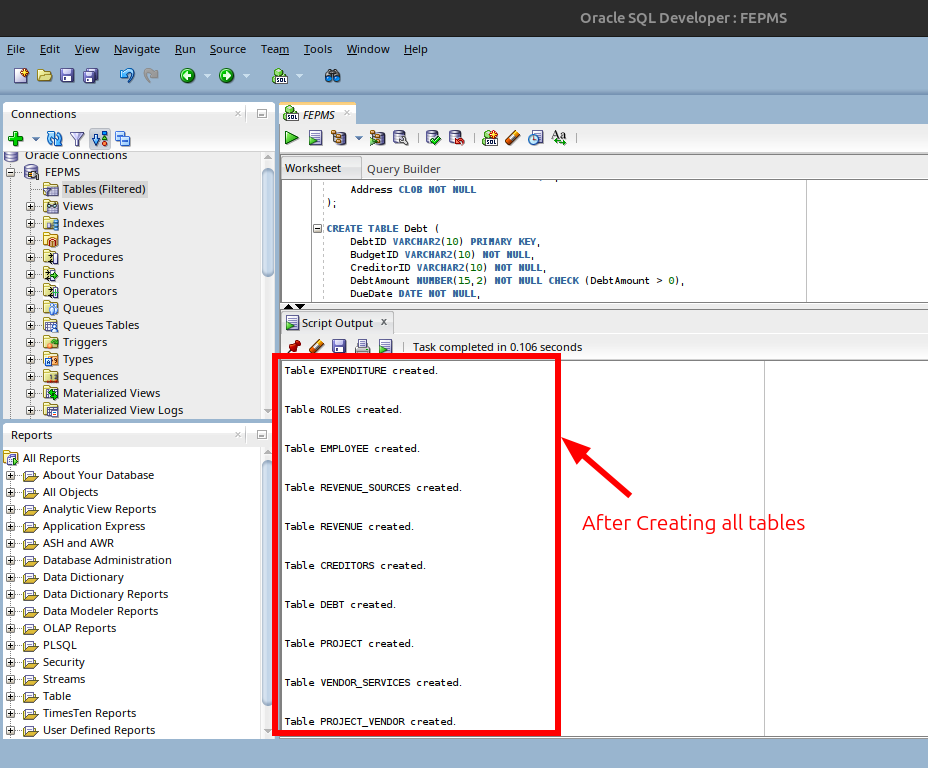 Oracle SQL Developer : FEPMS
File Edit View Navigate Run Source Team Tools Window Help
SQL
Connections
Oracle Connections
FEPMS
Tables (Filtered)
Views
Indexes
Packages
Procedures
Functions
Operators
Queues
Queues Tables
Triggers
Types
Sequences
Materialized Views
Materialized View Logs
Reports
All Reports
About Your Database
All Objects
Analytic View Reports
Application Express
ASH and AWR
Database Administration
Data Dictionary
Data Dictionary Reports
Data Modeler Reports
OLAP Reports
PLSQL
Security
Streams
Table
TimesTen Reports
User Defined Reports
FEPMS
Aa
Worksheet Query Builder
Address CLOB NOT NULL
);
CREATE TABLE Debt (
DebtID VARCHAR2(10) PRIMARY KEY,
BudgetID VARCHAR2(10) NOT NULL,
CreditorID VARCHAR2(10) NOT NULL,
DebtAmount NUMBER(15,2) NOT NULL CHECK (DebtAmount > 0),
DueDate DATE NOT NULL,
Script Output
Task completed in 0.106 seconds
Table EXPENDITURE created.
Table ROLES created.
Table EMPLOYEE created.
Table REVENUE_SOURCES created.
Table REVENUE created.
Table CREDITORS created.
Table DEBT created.
Table PROJECT created.
Table VENDOR_SERVICES created.
Table PROJECT_VENDOR created.
After Creating all tables